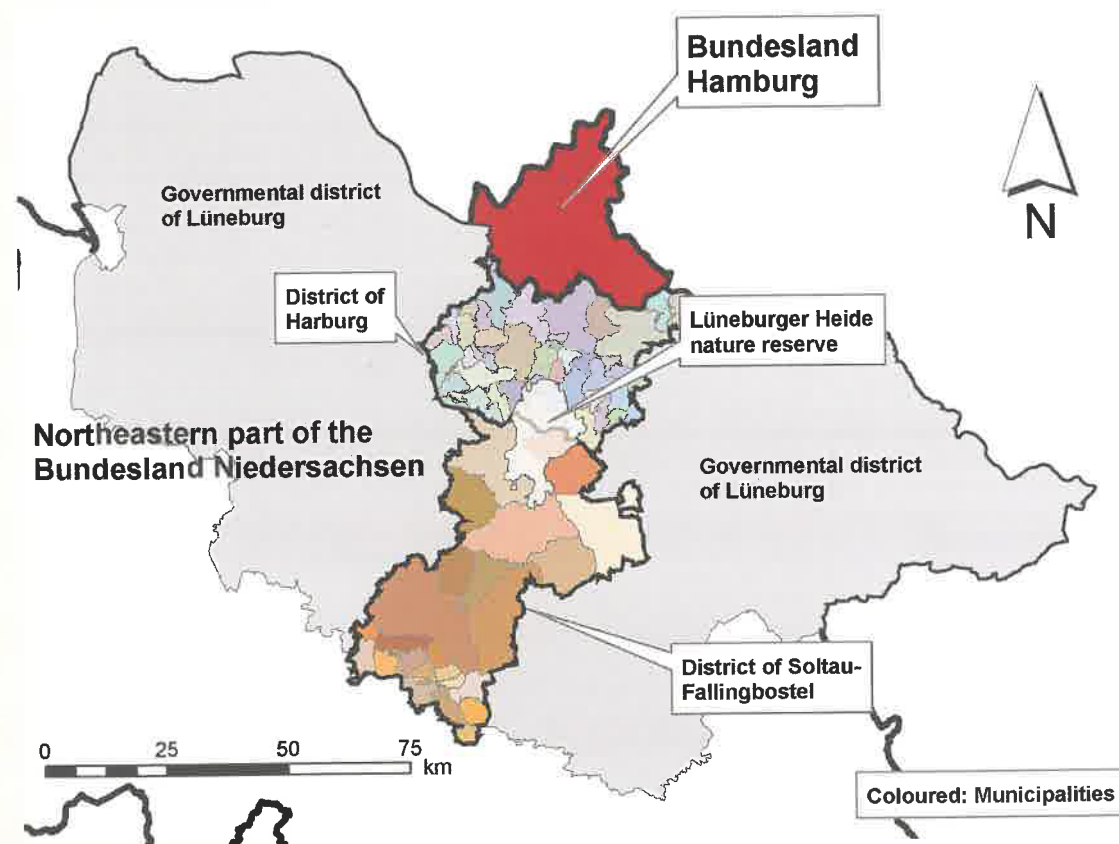 Bundesland
Hamburg
N
Governmental district
of Lüneburg
District of
Harburg
Lüneburger Heide
nature reserve
Northeastern part of the
Bundesland Niedersachsen
Governmental district
of Lüneburg
District of Soltau-
Fallingbostel
0 25 50 75
km
Coloured: Municipalities